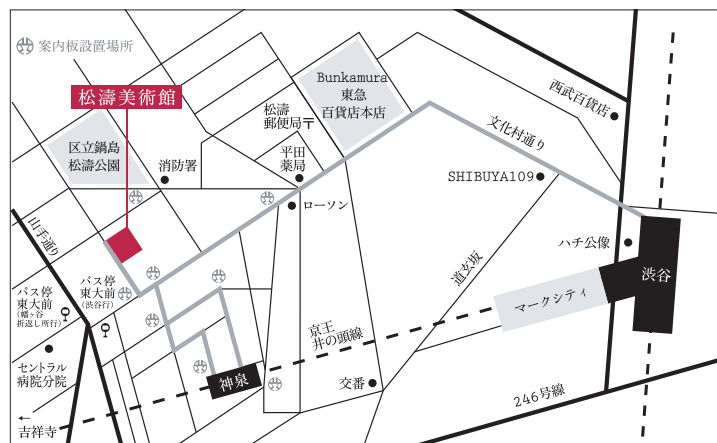 案内板設置場所
松濤美術館
Bunkamura
東急
百貨店本店
西武百貨店
松濤
郵便局〒
文化村通り
区立鍋島
松濤公園
消防署
平田
薬局
SHIBUYA109
ローソン
山手通り
ハチ公像
道玄坂
渋谷
バス停
東大前
(渋谷行)
バス停
東大前
(幡ヶ谷
折返し所行)
マークシティ
京王
井の頭線
セントラル
病院分院
神泉
交番
246号線
←
吉祥寺